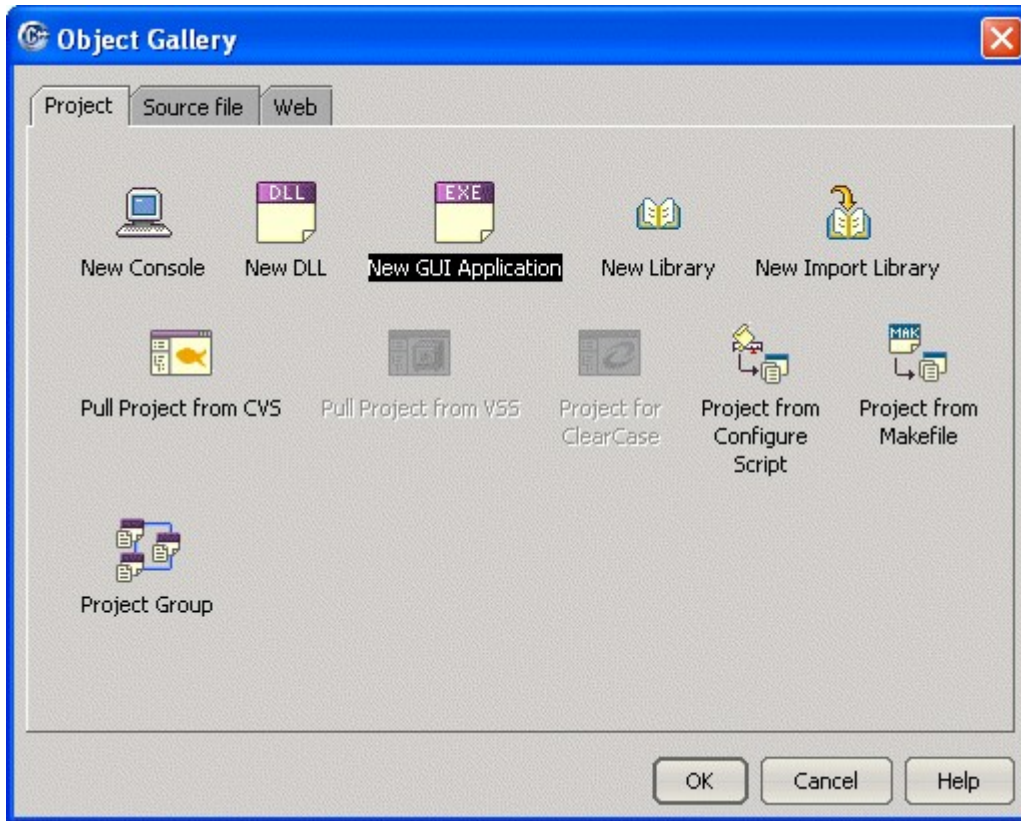 Object Gallery
Project Source file Web
DLL EXE
New Console New DLL New GUI Application New Library New Import Library
MAK
Pull Project from CVS Pull Project from VSS Project for ClearCase Project from Configure Script Project from Makefile
Project Group
OK Cancel Help